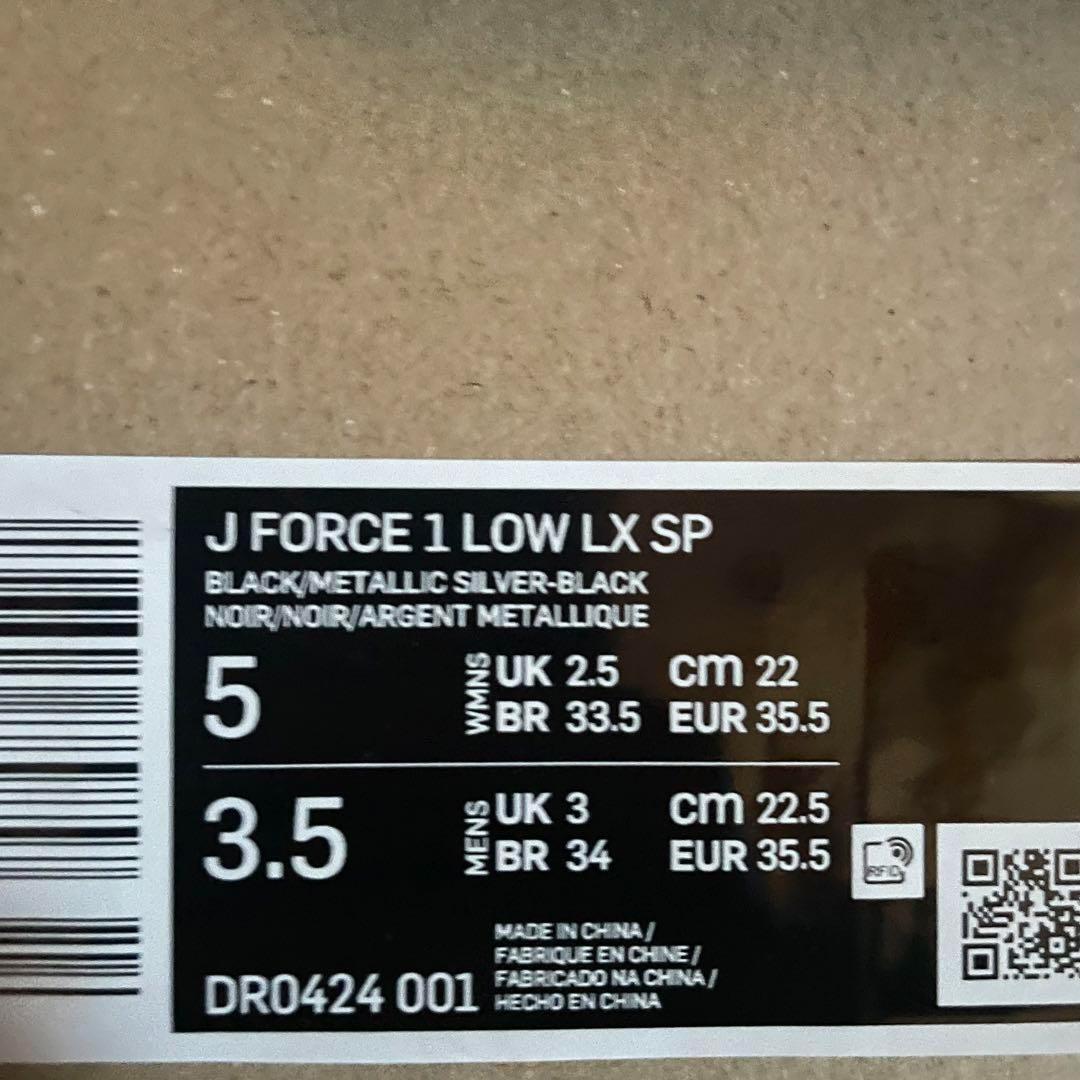 J FORCE 1 LOW LX SP
BLACK/METALLIC SILVER-BLACK
NOIR/NOIR/ARGENT METALLIQUE
5 WMNS UK 2.5 cm 22
BR 33.5 EUR 35.5
3.5 MENS UK 3 cm 22.5
BR 34 EUR 35.5
RFID
MADE IN CHINA /
FABRIQUE EN CHINE /
FABRICADO NA CHINA /
DR0424 001 HECHO EN CHINA